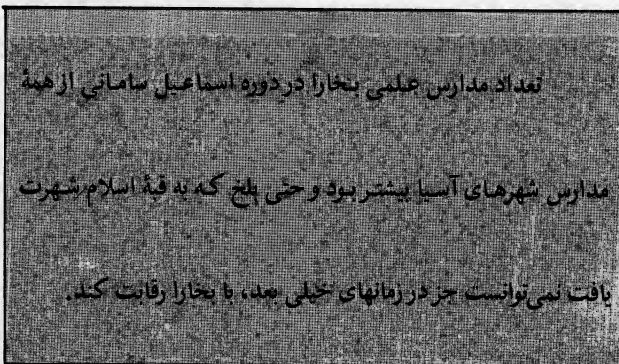 تعداد مدارس علمی بخارا در دوره اسماعیل سامانی از همهٔ
مدارس شهرهای آسیا بیشتر بود و حتی بلخ که به قبهٔ اسلام شهرت
یافت نمی‌توانست جز در زمانهای خیلی بعد، با بخارا رقابت کند.